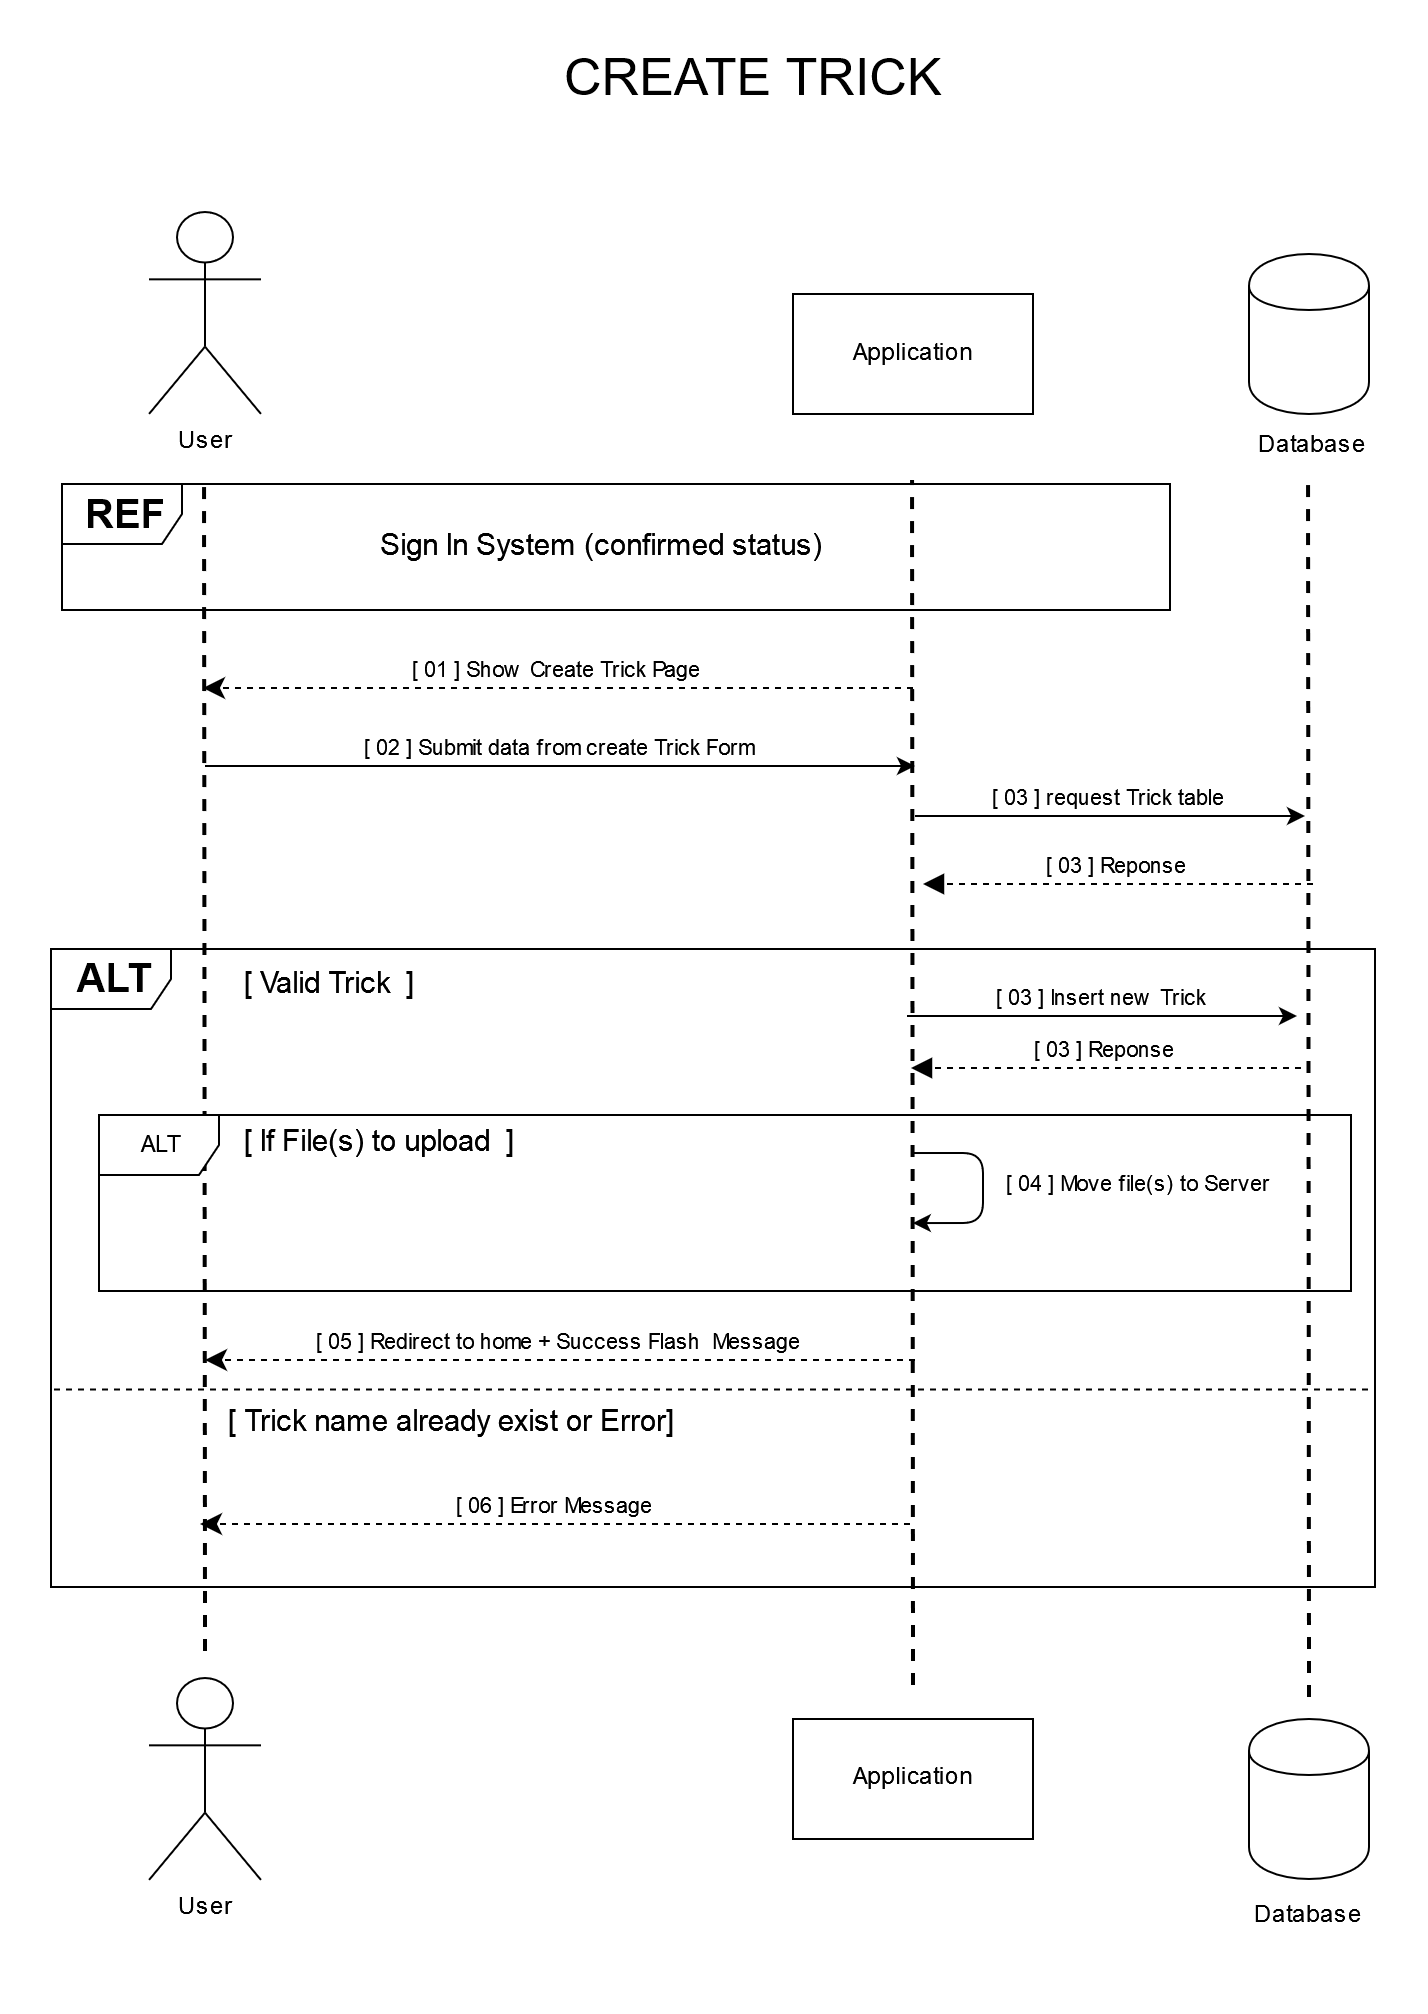 CREATE TRICK
User
Application
Database
REF
Sign In System (confirmed status)
[ 01 ] Show Create Trick Page
[ 02 ] Submit data from create Trick Form
[ 03 ] request Trick table
[ 03 ] Reponse
ALT
[ Valid Trick ]
[ 03 ] Insert new Trick
[ 03 ] Reponse
ALT
[ If File(s) to upload ]
[ 04 ] Move file(s) to Server
[ 05 ] Redirect to home + Success Flash Message
[ Trick name already exist or Error]
[ 06 ] Error Message
User
Application
Database